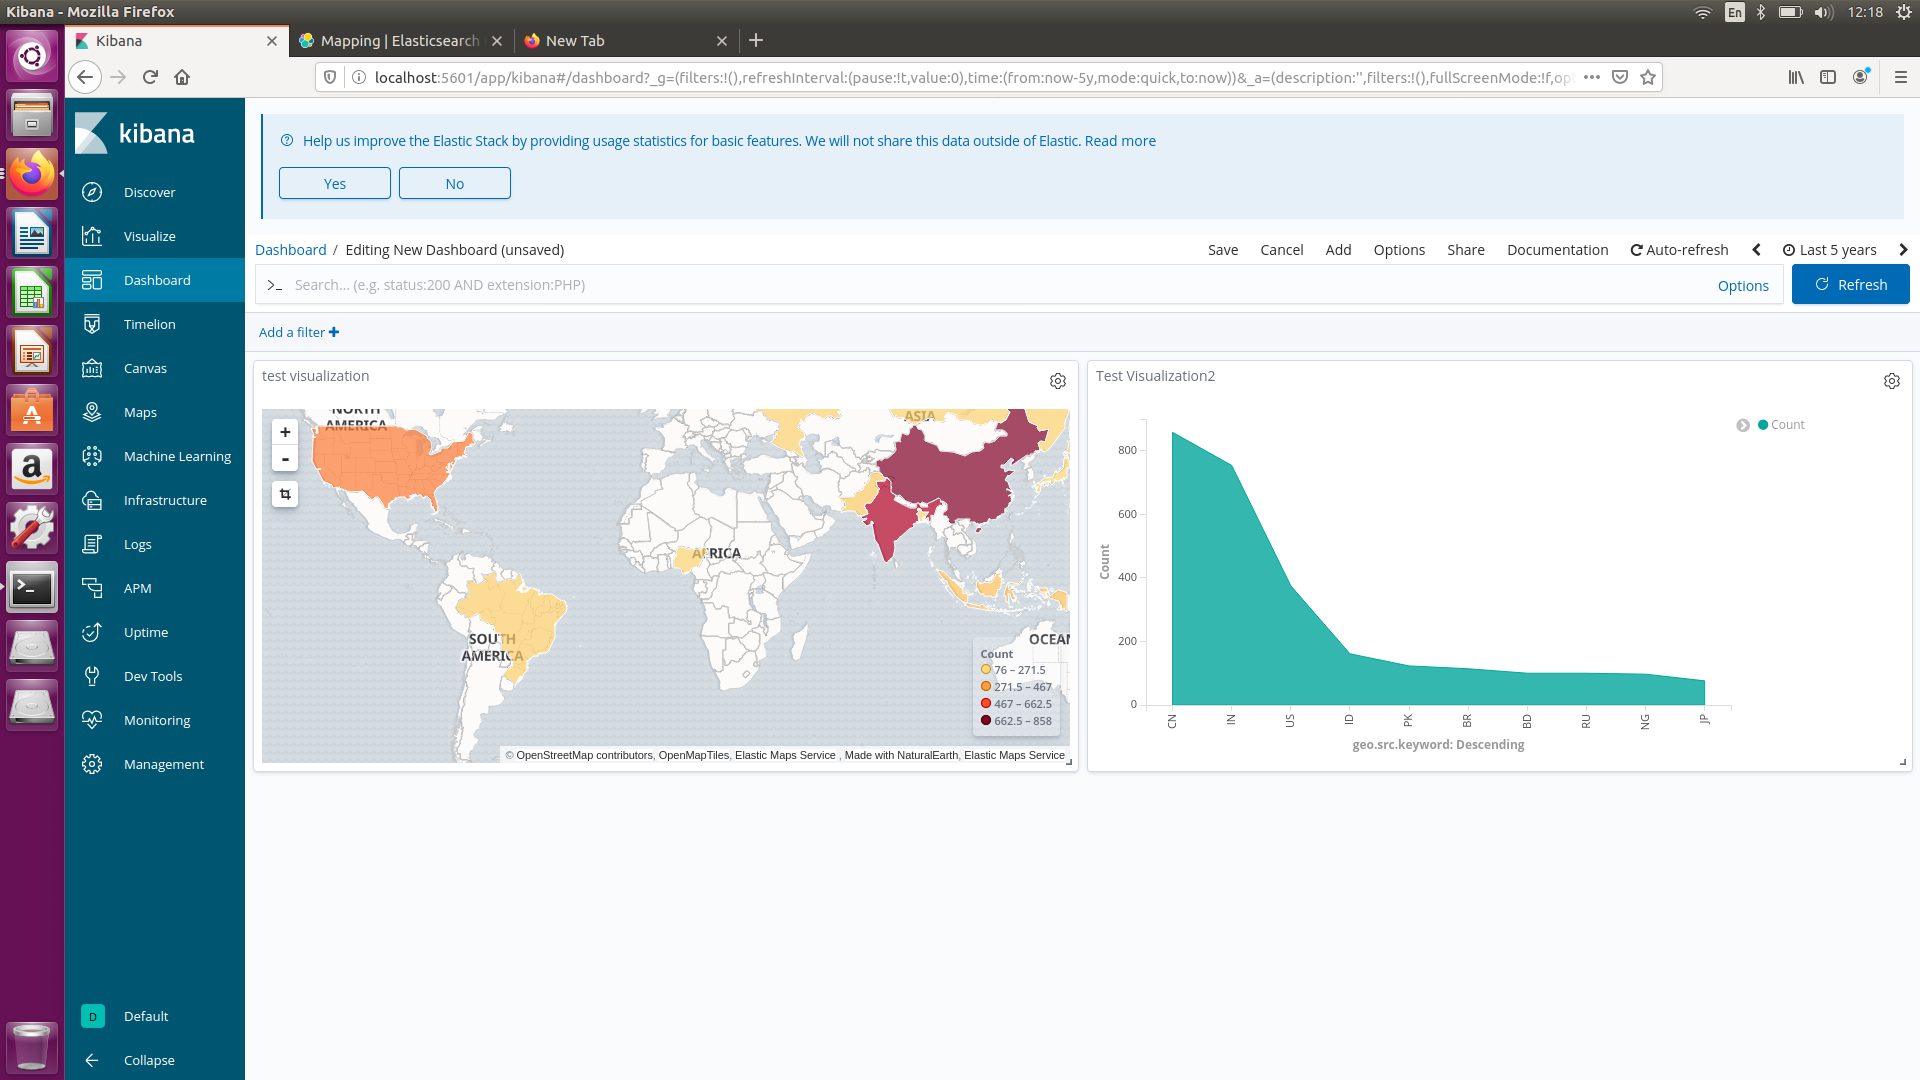 Kibana - Mozilla Firefox
En
12:18
Kibana
Mapping | Elasticsearch
New Tab
localhost:5601/app/kibana#/dashboard?_g=(filters:!(),refreshInterval:(pause:!t,value:0),time:(from:now-5y,mode:quick,to:now))&_a=(description:'',filters:!(),fullScreenMode:!f,opt
kibana
Discover
Visualize
Dashboard
Timelion
Canvas
Maps
Machine Learning
Infrastructure
Logs
APM
Uptime
Dev Tools
Monitoring
Management
D Default
Collapse
Help us improve the Elastic Stack by providing usage statistics for basic features. We will not share this data outside of Elastic. Read more
Yes No
Dashboard / Editing New Dashboard (unsaved)
Save Cancel Add Options Share Documentation Auto-refresh Last 5 years
>_ Search... (e.g. status:200 AND extension:PHP)
Options
Refresh
Add a filter +
test visualization
+
-
NORTH
AMERICA
ASIA
AFRICA
SOUTH
AMERICA
OCEAN
Count
76 – 271.5
271.5 – 467
467 – 662.5
662.5 – 858
© OpenStreetMap contributors, OpenMapTiles, Elastic Maps Service , Made with NaturalEarth, Elastic Maps Service
Test Visualization2
Count
800
600
400
200
0
Count
CN IN US ID PK BR BD RU NG JP
geo.src.keyword: Descending